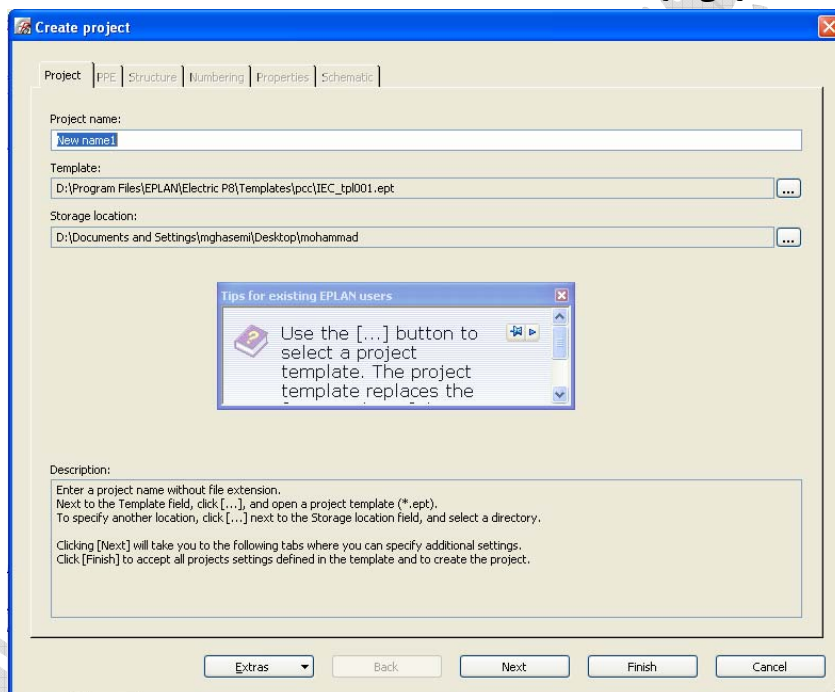 Create project
Project PPE Structure Numbering Properties Schematic
Project name:
New name1
Template:
D:\Program Files\EPLAN\Electric P8\Templates\pcc\IEC_tpl001.ept
...
Storage location:
D:\Documents and Settings\mghasemi\Desktop\mohammad
...
Tips for existing EPLAN users
Use the [...] button to
select a project
template. The project
template replaces the
Description:
Enter a project name without file extension.
Next to the Template field, click [...], and open a project template (*.ept).
To specify another location, click [...] next to the Storage location field, and select a directory.
Clicking [Next] will take you to the following tabs where you can specify additional settings.
Click [Finish] to accept all projects settings defined in the template and to create the project.
Extras Back Next Finish Cancel